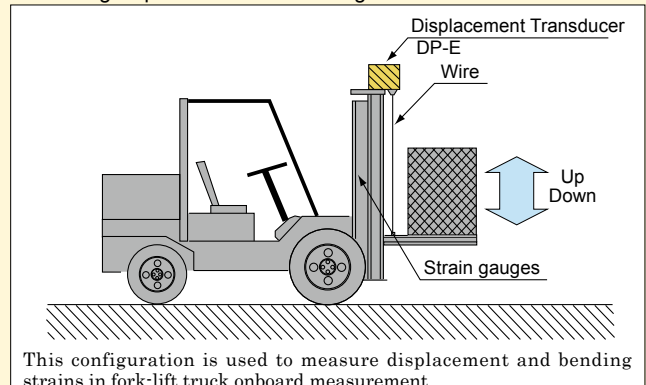 Displacement Transducer
DP-E
Wire
Up
Down
Strain gauges
This configuration is used to measure displacement and bending
strains in fork-lift truck onboard measurement